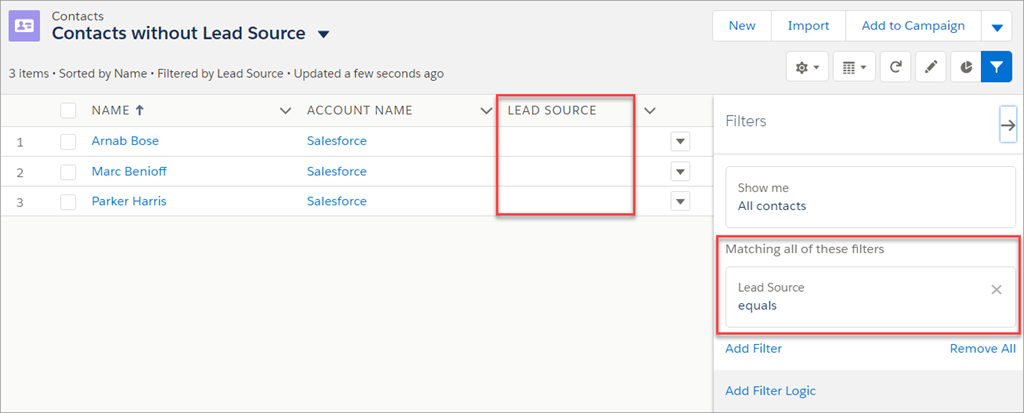 Contacts
Contacts without Lead Source
New Import Add to Campaign
3 items • Sorted by Name • Filtered by Lead Source • Updated a few seconds ago
NAME ACCOUNT NAME LEAD SOURCE
1 Arnab Bose Salesforce
2 Marc Benioff Salesforce
3 Parker Harris Salesforce
Filters
Show me
All contacts
Matching all of these filters
Lead Source
equals
Add Filter Remove All
Add Filter Logic